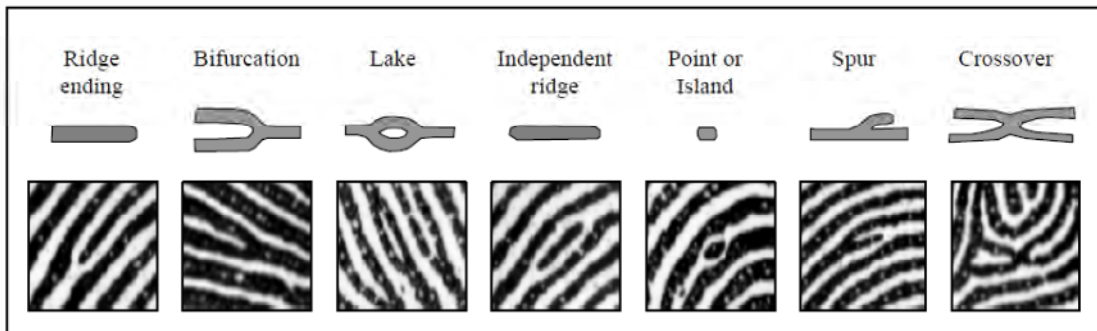 Ridge
ending
Bifurcation
Lake
Independent
ridge
Point or
Island
Spur
Crossover